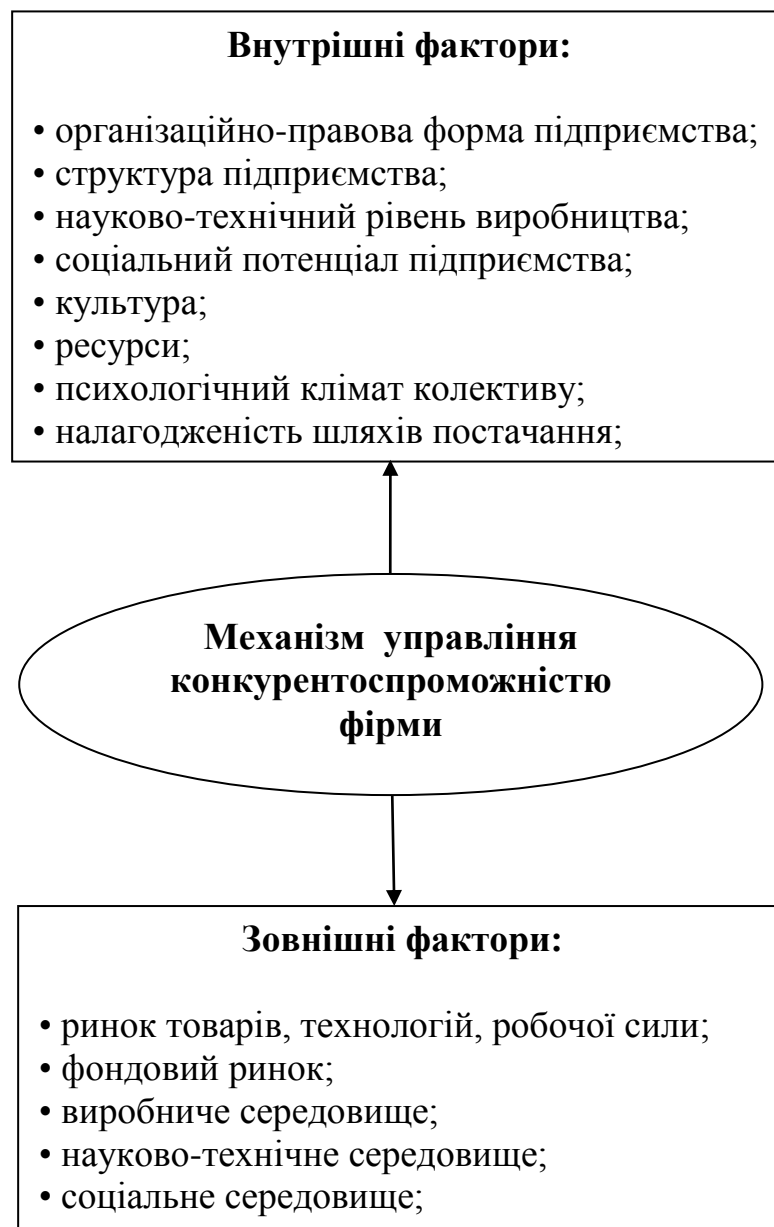 Внутрішні фактори:
• організаційно-правова форма підприємства;
• структура підприємства;
• науково-технічний рівень виробництва;
• соціальний потенціал підприємства;
• культура;
• ресурси;
• психологічний клімат колективу;
• налагодженість шляхів постачання;
Механізм управління
конкурентоспроможністю
фірми
Зовнішні фактори:
• ринок товарів, технологій, робочої сили;
• фондовий ринок;
• виробниче середовище;
• науково-технічне середовище;
• соціальне середовище;